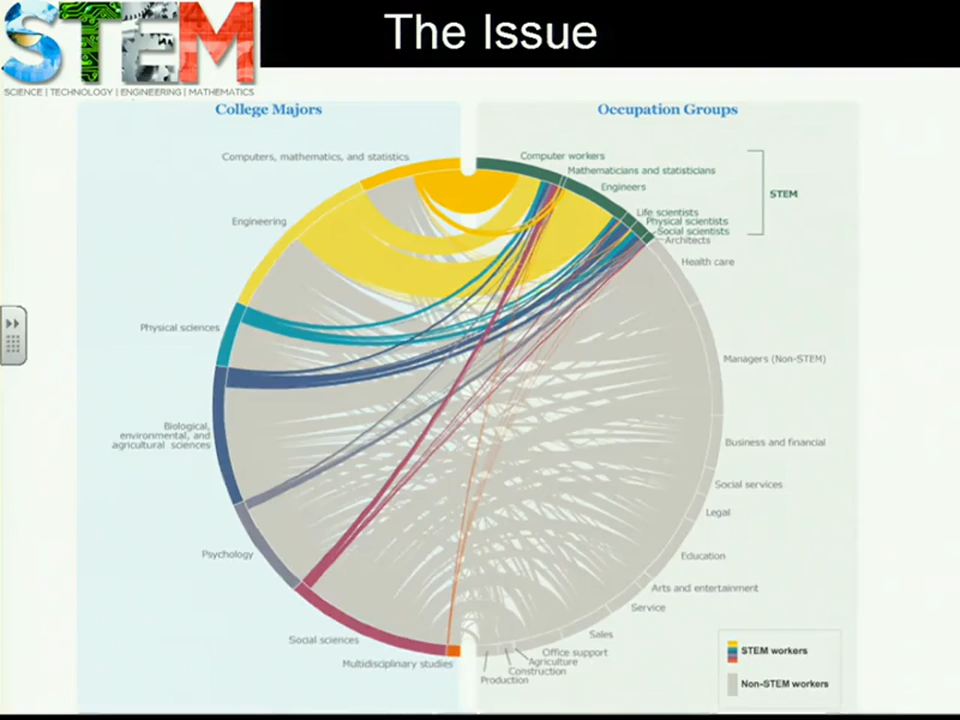 The Issue
STEM
SCIENCE | TECHNOLOGY | ENGINEERING | MATHEMATICS
College Majors
Occupation Groups
Computers, mathematics, and statistics
Engineering
Physical sciences
Biological,
environmental, and
agricultural sciences
Psychology
Social sciences
Multidisciplinary studies
Computer workers
Mathematicians and statisticians
Engineers
Life scientists
Physical scientists
Social scientists
Architects
STEM
Health care
Managers (Non-STEM)
Business and financial
Social services
Legal
Education
Arts and entertainment
Service
Sales
Office support
Agriculture
Construction
Production
STEM workers
Non-STEM workers